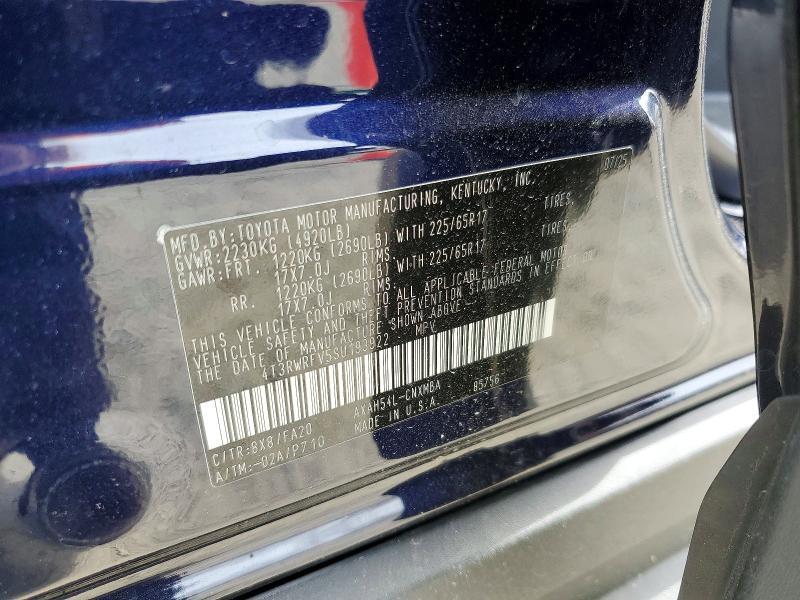 MFD.BY:TOYOTA MOTOR MANUFACTURING, KENTUCKY, INC. 07/25
GVWR:2230KG (4920LB)
GAWR:FRT. 1220KG (2690LB) WITH 225/65R17 TIRES,
17X7.0J RIMS,
RR. 1220KG (2690LB) WITH 225/65R17 TIRES,
17X7.0J RIMS,
THIS VEHICLE CONFORMS TO ALL APPLICABLE FEDERAL MOTOR
VEHICLE SAFETY AND THEFT PREVENTION STANDARDS IN EFFECT ON
THE DATE OF MANUFACTURE SHOWN ABOVE.
4T3RWRFV5SU193922 MPV
C/TR:8X8/FA20 AXAH54L-CNXMBA 85756
A/TM:-02A/P710 MADE IN U.S.A.